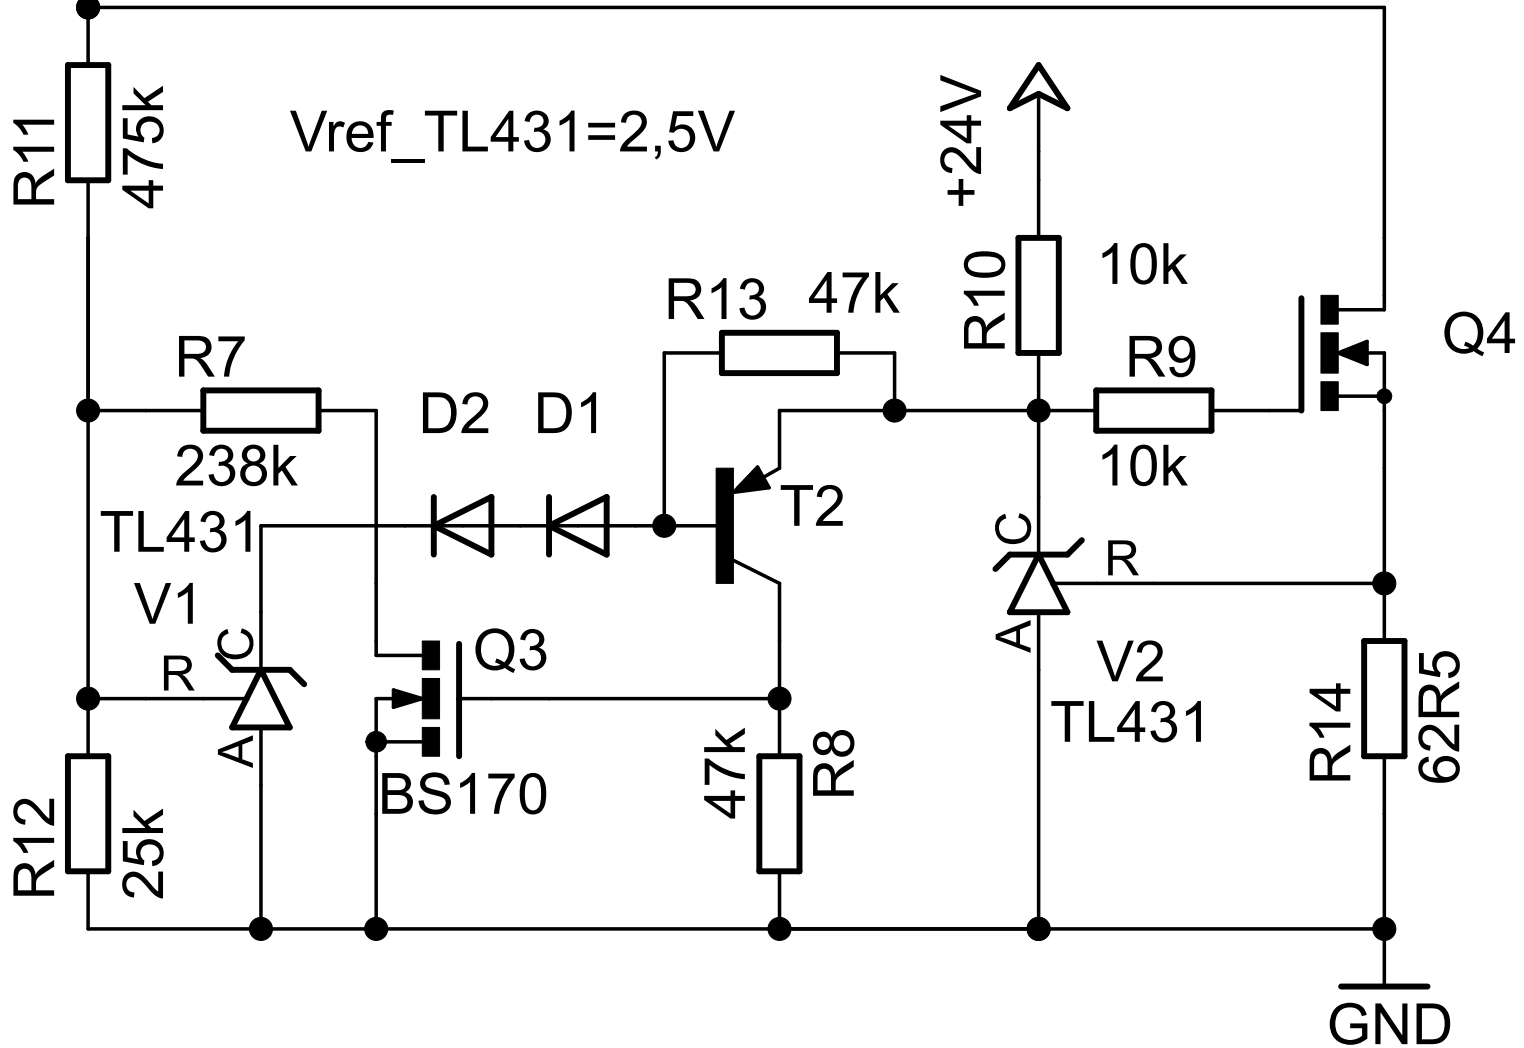 R11
475k
Vref_TL431=2,5V
+24V
R10
10k
R13
47k
Q4
R7
238k
D2
D1
R9
10k
T2
TL431
V1
C
R
A
Q3
BS170
C
R
A
V2
TL431
R12
25k
47k
R8
R14
62R5
GND